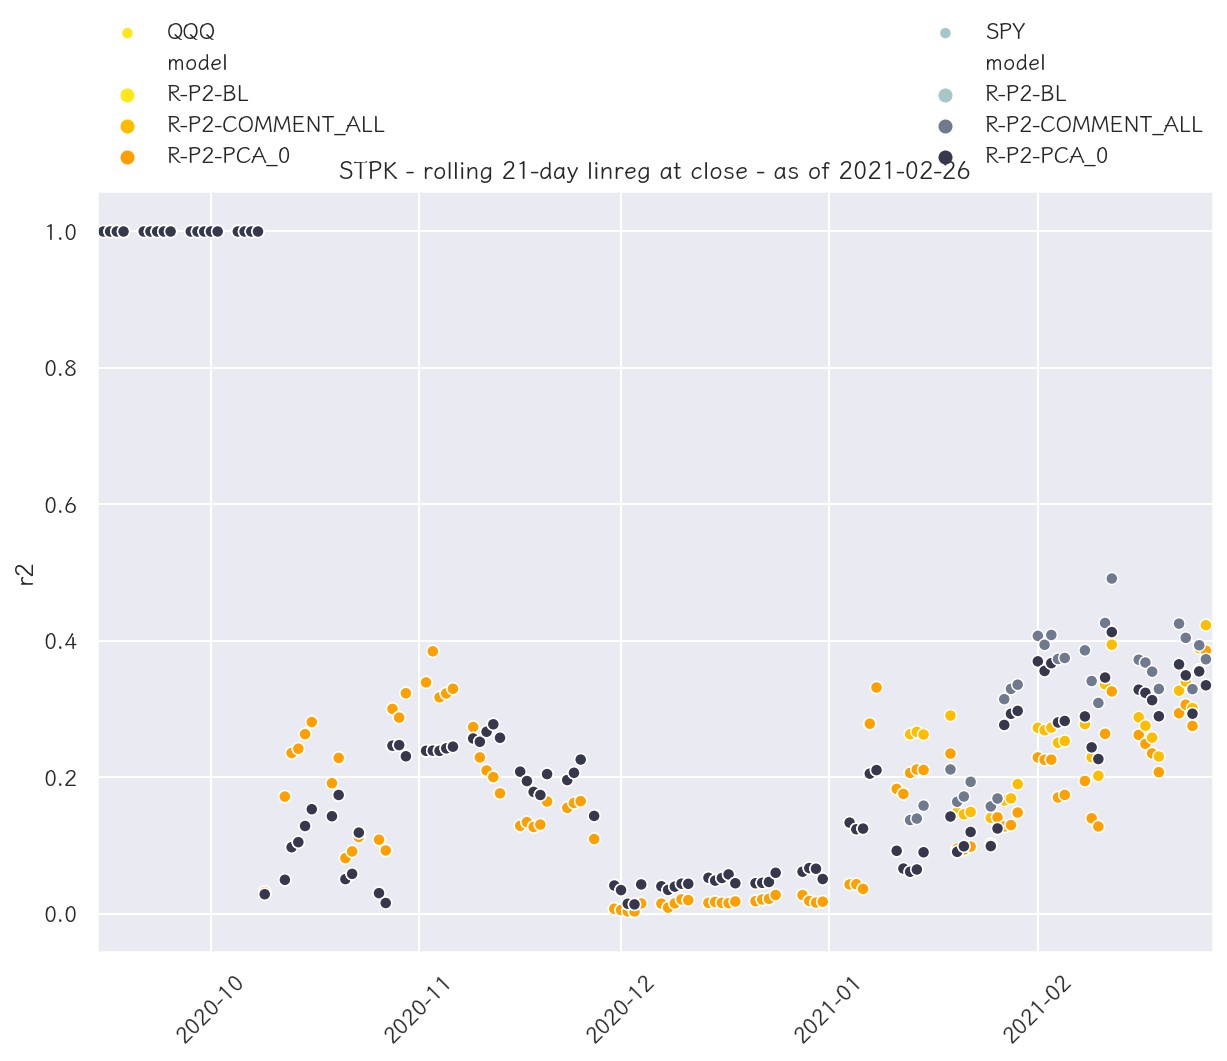 QQQ
model
R-P2-BL
R-P2-COMMENT_ALL
R-P2-PCA_0
SPY
model
R-P2-BL
R-P2-COMMENT_ALL
R-P2-PCA_0
STPK - rolling 21-day linreg at close - as of 2021-02-26
1.0
0.8
0.6
0.4
0.2
0.0
r2
2020-10
2020-11
2020-12
2021-01
2021-02